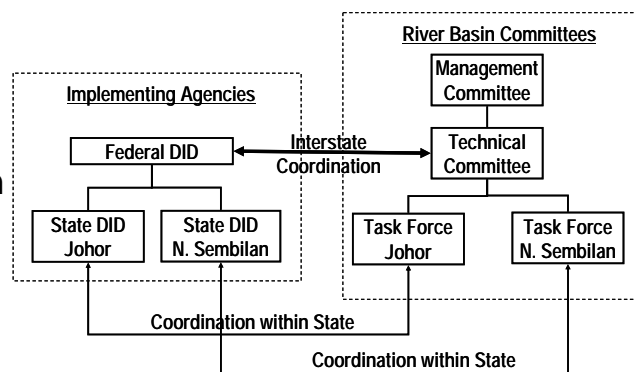 River Basin Committees
Management
Committee
Implementing Agencies
Federal DID
Interstate
Coordination
Technical
Committee
State DID
Johor
State DID
N. Sembilan
Task Force
Johor
Task Force
N. Sembilan
Coordination within State
Coordination within State